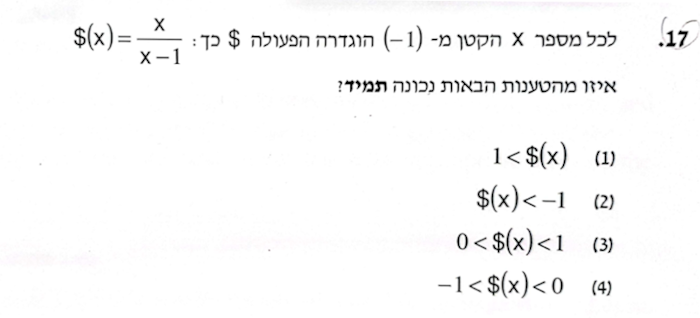 17. לכל מספר x הקטן מ- (-1) הוגדרה הפעולה $ כך: $(x) = x / (x-1)
איזו מהטענות הבאות נכונה תמיד?
(1) 1 < $(x)
(2) $(x) < -1
(3) 0 < $(x) < 1
(4) -1 < $(x) < 0